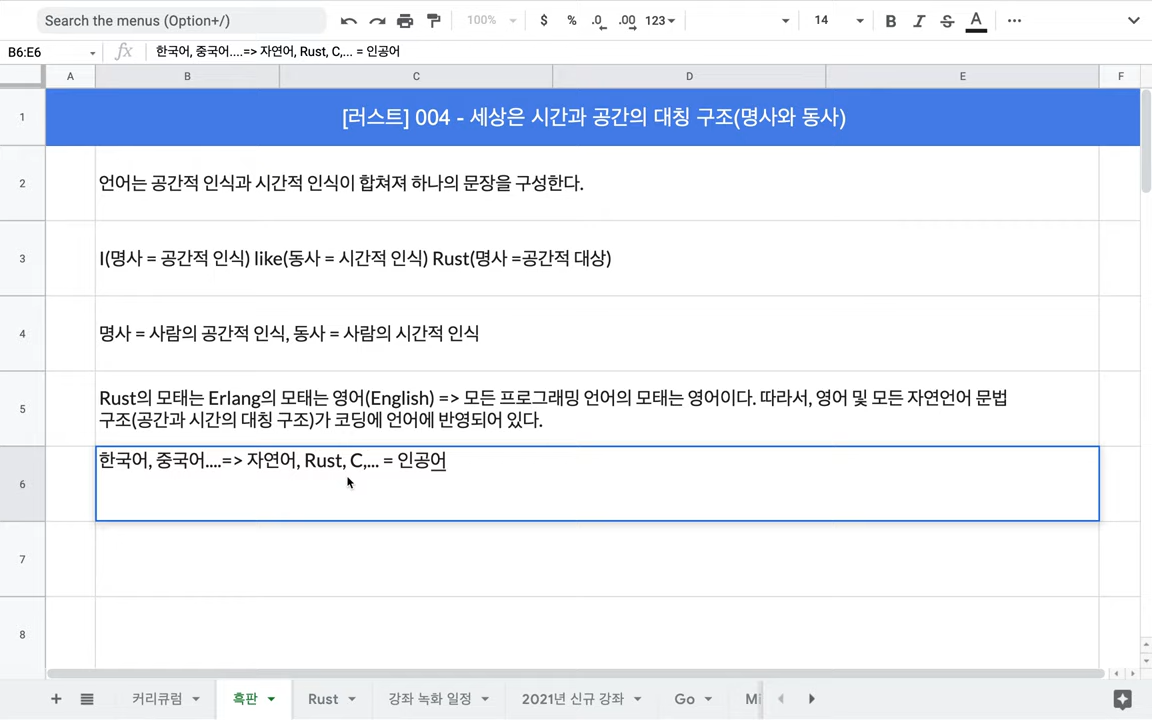 Search the menus (Option+/)
100%
$ % .0 .00 123
14
B I S A
B6:E6
fx
한국어, 중국어....=> 자연어, Rust, C,... = 인공어
A B C D E F
1
[러스트] 004 - 세상은 시간과 공간의 대칭 구조(명사와 동사)
2
언어는 공간적 인식과 시간적 인식이 합쳐져 하나의 문장을 구성한다.
3
I(명사 = 공간적 인식) like(동사 = 시간적 인식) Rust(명사 =공간적 대상)
4
명사 = 사람의 공간적 인식, 동사 = 사람의 시간적 인식
5
Rust의 모태는 Erlang의 모태는 영어(English) => 모든 프로그래밍 언어의 모태는 영어이다. 따라서, 영어 및 모든 자연언어 문법
구조(공간과 시간의 대칭 구조)가 코딩에 언어에 반영되어 있다.
6
한국어, 중국어....=> 자연어, Rust, C,... = 인공어
7
8
커리큐럼 흑판 Rust 강좌 녹화 일정 2021년 신규 강좌 Go